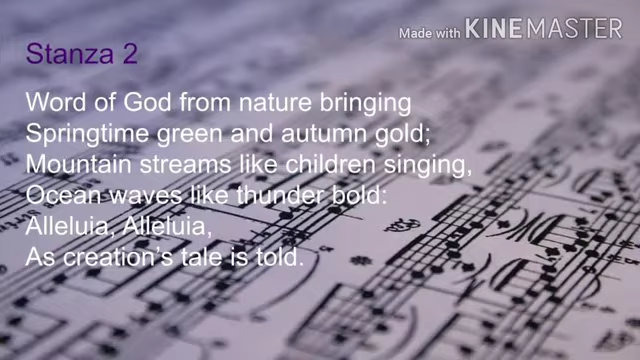 Made with KINEMASTER
Stanza 2
Word of God from nature bringing
Springtime green and autumn gold;
Mountain streams like children singing,
Ocean waves like thunder bold:
Alleluia, Alleluia,
As creation's tale is told.